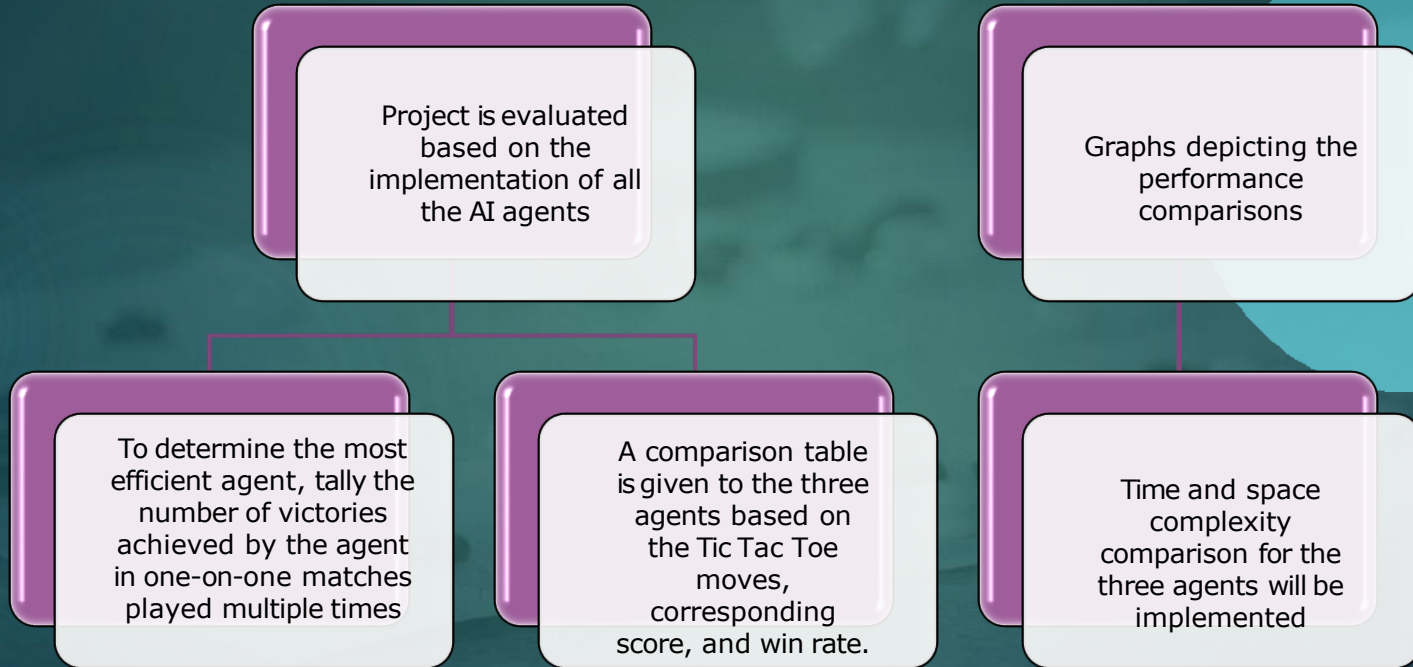 Project is evaluated
based on the
implementation of all
the AI agents
Graphs depicting the
performance
comparisons
To determine the most
efficient agent, tally the
number of victories
achieved by the agent
in one-on-one matches
played multiple times
A comparison table
is given to the three
agents based on
the Tic Tac Toe
moves,
corresponding
score, and win rate.
Time and space
complexity
comparison for the
three agents will be
implemented